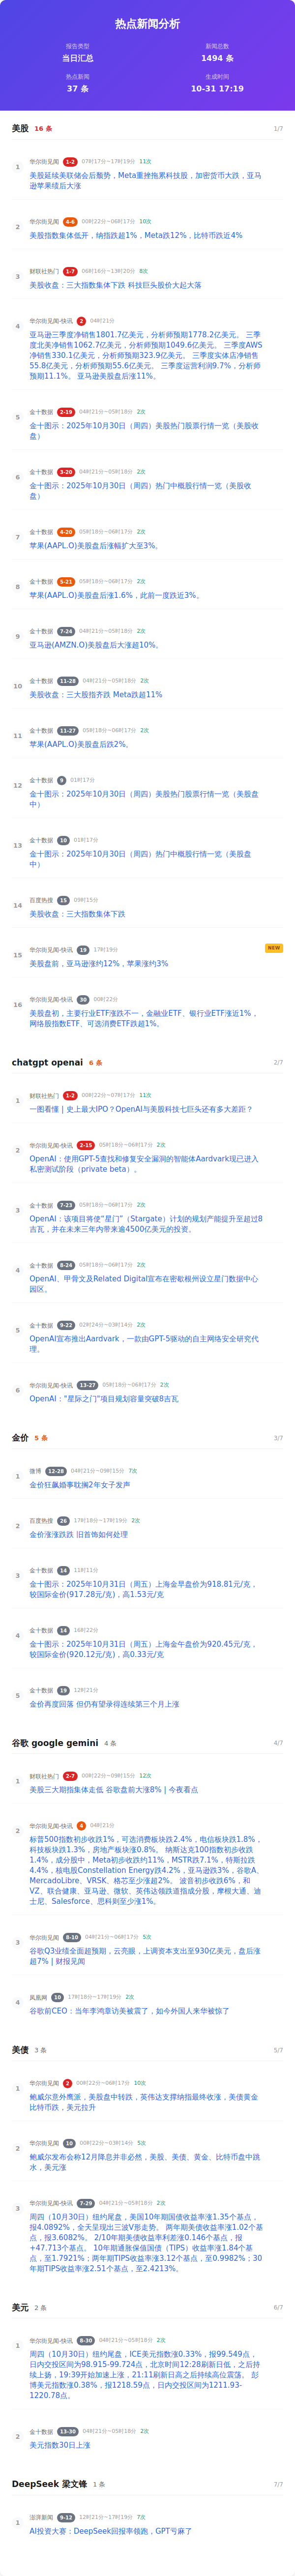 热点新闻分析
报告类型
当日汇总
新闻总数
1494 条
热点新闻
37 条
生成时间
10-31 17:19
美股 16 条 1/7
1
华尔街见闻 1-2 07时17分~17时19分 11次
美股延续美联储会后颓势，Meta重挫拖累科技股，加密货币大跌，亚马
逊苹果绩后大涨
2
华尔街见闻 4-6 00时22分~06时17分 10次
美股指数集体低开，纳指跌超1%，Meta跌12%，比特币跌近4%
3
财联社热门 1-7 06时16分~13时20分 8次
美股收盘：三大指数集体下跌 科技巨头股价大起大落
4
华尔街见闻-快讯 2 04时21分
亚马逊三季度净销售1801.7亿美元，分析师预期1778.2亿美元。 三季
度北美净销售1062.7亿美元，分析师预期1049.6亿美元。 三季度AWS
净销售330.1亿美元，分析师预期323.9亿美元。 三季度实体店净销售
55.8亿美元，分析师预期55.6亿美元。 三季度运营利润9.7%，分析师
预期11.1%。 亚马逊美股盘后涨11%。
5
金十数据 2-19 04时21分~05时18分 2次
金十图示：2025年10月30日（周四）美股热门股票行情一览（美股收
盘）
6
金十数据 3-20 04时21分~05时18分 2次
金十图示：2025年10月30日（周四）热门中概股行情一览（美股收
盘）
7
金十数据 4-20 05时18分~06时17分 2次
苹果(AAPL.O)美股盘后涨幅扩大至3%。
8
金十数据 5-21 05时18分~06时17分 2次
苹果(AAPL.O)美股盘后涨1.6%，此前一度跌近3%。
9
金十数据 7-24 04时21分~05时18分 2次
亚马逊(AMZN.O)美股盘后大涨超10%。
10
金十数据 11-28 04时21分~05时18分 2次
美股收盘：三大股指齐跌 Meta跌超11%
11
金十数据 11-27 05时18分~06时17分 2次
苹果(AAPL.O)美股盘后跌2%。
12
金十数据 9 01时17分
金十图示：2025年10月30日（周四）美股热门股票行情一览（美股盘
中）
13
金十数据 10 01时17分
金十图示：2025年10月30日（周四）热门中概股行情一览（美股盘
中）
14
百度热搜 15 09时15分
美股收盘：三大指数集体下跌
15
华尔街见闻-快讯 19 17时19分 NEW
美股盘前，亚马逊涨约12%，苹果涨约3%
16
华尔街见闻-快讯 30 00时22分
美股盘初，主要行业ETF涨跌不一，金融业ETF、银行业ETF涨近1%，
网络股指数ETF、可选消费ETF跌超1%。
chatgpt openai 6 条 2/7
1
财联社热门 1-2 00时22分~07时17分 11次
一图看懂 | 史上最大IPO？OpenAI与美股科技七巨头还有多大差距？
2
华尔街见闻-快讯 2-15 05时18分~06时17分 2次
OpenAI：使用GPT-5查找和修复安全漏洞的智能体Aardvark现已进入
私密测试阶段（private beta）。
3
金十数据 7-23 05时18分~06时17分 2次
OpenAI：该项目将使“星门”（Stargate）计划的规划产能提升至超过8
吉瓦，并在未来三年内带来逾4500亿美元的投资。
4
金十数据 8-24 05时18分~06时17分 2次
OpenAI、甲骨文及Related Digital宣布在密歇根州设立星门数据中心
园区。
5
金十数据 9-22 02时24分~03时14分 2次
OpenAI宣布推出Aardvark，一款由GPT-5驱动的自主网络安全研究代
理。
6
华尔街见闻-快讯 13-27 05时18分~06时17分 2次
OpenAI："星际之门"项目规划容量突破8吉瓦
金价 5 条 3/7
1
微博 12-28 04时21分~09时15分 7次
金价狂飙婚事耽搁2年女子发声
2
百度热搜 26 17时18分~17时19分 2次
金价涨涨跌跌 旧首饰如何处理
3
金十数据 14 11时11分
金十图示：2025年10月31日（周五）上海金早盘价为918.81元/克，
较国际金价(917.28元/克)，高1.53元/克
4
金十数据 14 16时22分
金十图示：2025年10月31日（周五）上海金午盘价为920.45元/克，
较国际金价(920.12元/克)，高0.33元/克
5
金十数据 19 12时21分
金价再度回落 但仍有望录得连续第三个月上涨
谷歌 google gemini 4 条 4/7
1
财联社热门 2-7 00时22分~09时15分 12次
美股三大期指集体走低 谷歌盘前大涨8% | 今夜看点
2
华尔街见闻-快讯 4 04时21分
标普500指数初步收跌1%，可选消费板块跌2.4%，电信板块跌1.8%，
科技板块跌1.3%，房地产板块涨0.8%。 纳斯达克100指数初步收跌
1.4%，成分股中，Meta初步收跌约11%，MSTR跌7.1%，特斯拉跌
4.4%，核电股Constellation Energy跌4.2%，亚马逊跌3%，谷歌A、
MercadoLibre、VRSK、格芯至少涨超2%。 波音初步收跌6%，和
VZ、联合健康、亚马逊、微软、英伟达领跌道指成分股，摩根大通、迪
士尼、Salesforce、思科则至少涨1%。
3
华尔街见闻 8-10 04时21分~06时17分 5次
谷歌Q3业绩全面超预期，云亮眼，上调资本支出至930亿美元，盘后涨
超7% | 财报见闻
4
凤凰网 10 17时18分~17时19分 2次
谷歌前CEO：当年李鸿章访美被震了，如今外国人来华被惊了
美债 3 条 5/7
1
华尔街见闻 2 00时22分~06时17分 10次
鲍威尔意外鹰派，美股盘中转跌，英伟达支撑纳指最终收涨，美债黄金
比特币跌，美元拉升
2
华尔街见闻 10 00时22分~03时14分 5次
鲍威尔发布会称12月降息并非必然，美股、美债、黄金、比特币盘中跳
水，美元涨
3
华尔街见闻-快讯 7-29 04时21分~05时18分 2次
周四（10月30日）纽约尾盘，美国10年期国债收益率涨1.35个基点，
报4.0892%，全天呈现出三波V形走势。 两年期美债收益率涨1.02个基
点，报3.6082%。 2/10年期美债收益率利差涨0.146个基点，报
+47.713个基点。 10年期通胀保值国债（TIPS）收益率涨1.84个基
点，至1.7921%；两年期TIPS收益率涨3.12个基点，至0.9982%；30
年期TIPS收益率涨2.51个基点，至2.4213%。
美元 2 条 6/7
1
华尔街见闻-快讯 8-30 04时21分~05时18分 2次
周四（10月30日）纽约尾盘，ICE美元指数涨0.33%，报99.549点，
日内交投区间为98.915-99.724点，北京时间12:28刷新日低，之后持
续上扬，19:39开始加速上涨，21:11刷新日高之后持续高位震荡。 彭
博美元指数涨0.38%，报1218.59点，日内交投区间为1211.93-
1220.78点。
2
金十数据 13-30 04时21分~05时18分 2次
美元指数30日上涨
DeepSeek 梁文锋 1 条 7/7
1
澎湃新闻 9-12 12时21分~17时19分 7次
AI投资大赛：DeepSeek回报率领跑，GPT亏麻了